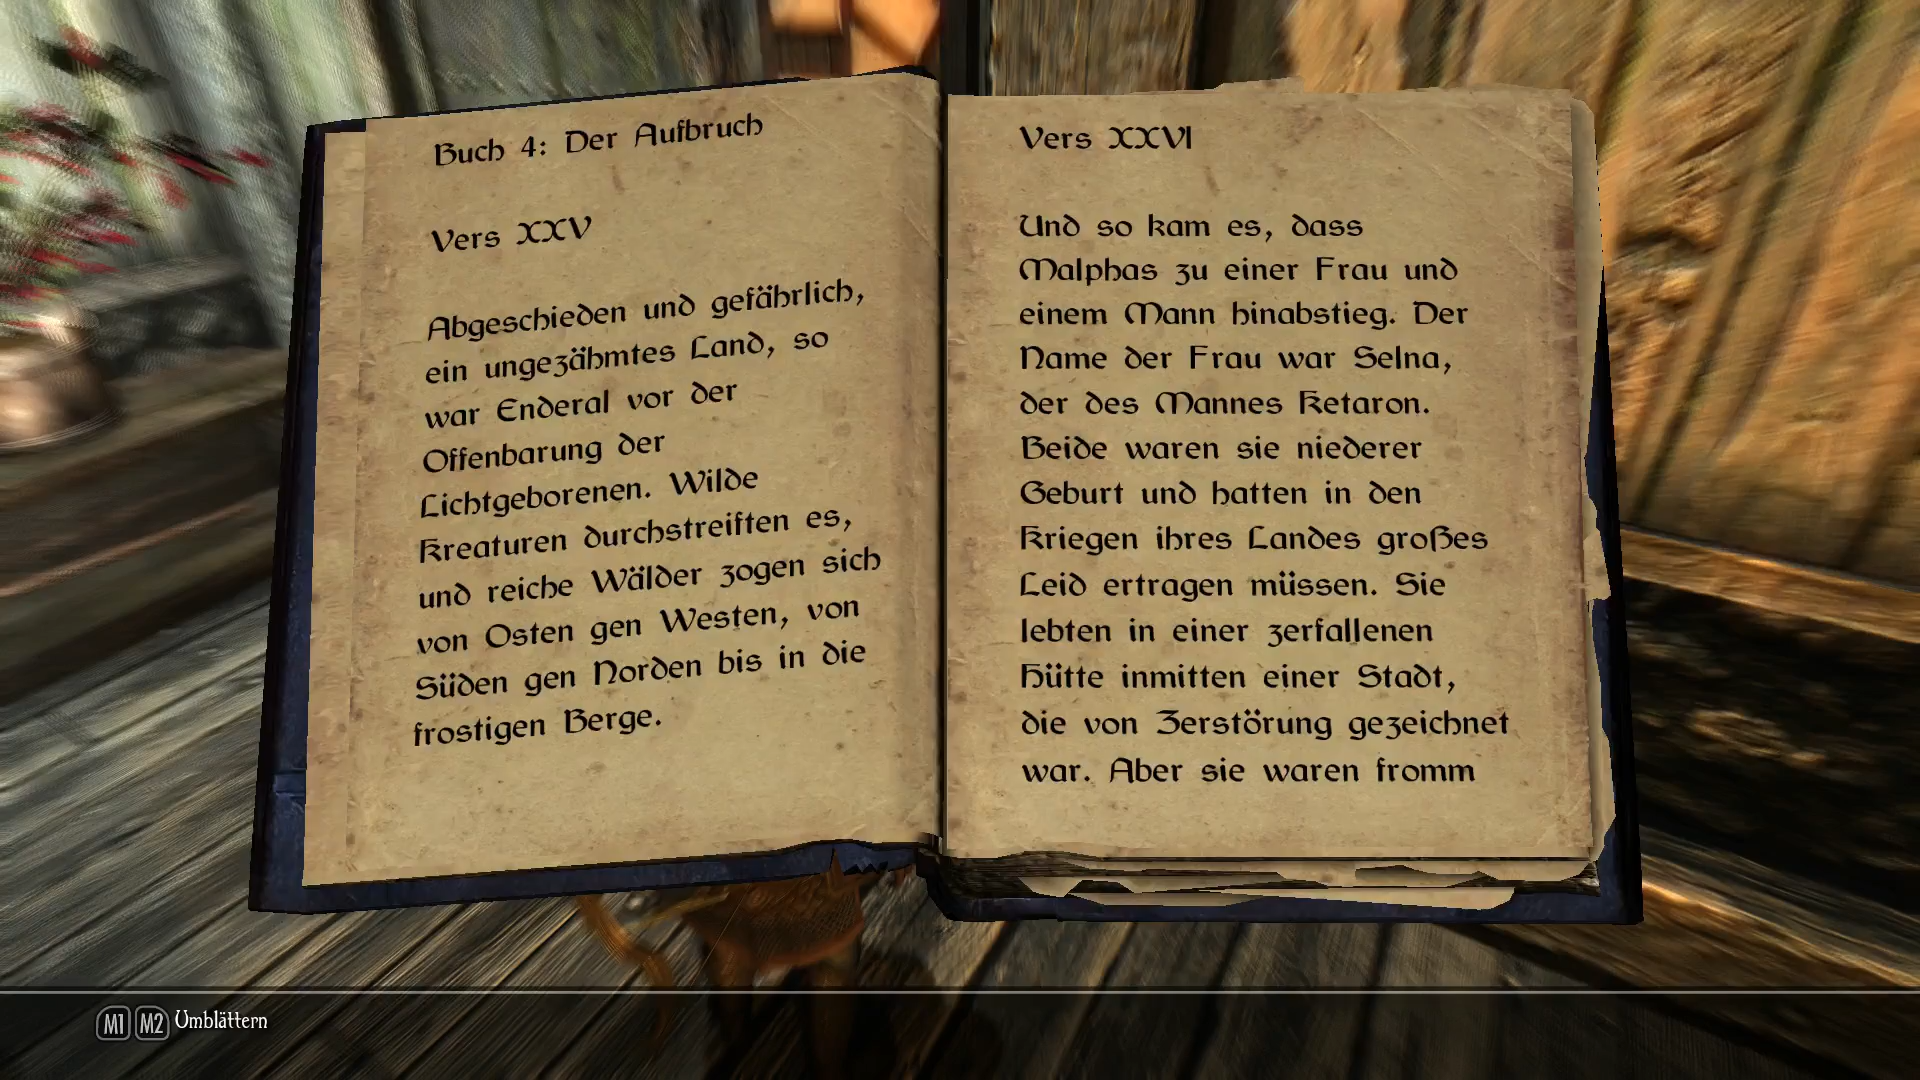 Buch 4: Der Aufbruch
Vers XXV
Abgeschieden und gefährlich,
ein ungezähmtes Land, so
war Enderal vor der
Offenbarung der
Lichtgeborenen. Wilde
Kreaturen durchstreiften es,
und reiche Wälder zogen sich
von Osten gen Westen, von
Süden gen Norden bis in die
frostigen Berge.
Vers XXVI
Und so kam es, dass
Malphas zu einer Frau und
einem Mann hinabstieg. Der
Name der Frau war Selna,
der des Mannes Ketaron.
Beide waren sie niederer
Geburt und hatten in den
Kriegen ihres Landes großes
Leid ertragen müssen. Sie
lebten in einer zerfallenen
Hütte inmitten einer Stadt,
die von Zerstörung gezeichnet
war. Aber sie waren fromm
M1 M2 Umblättern